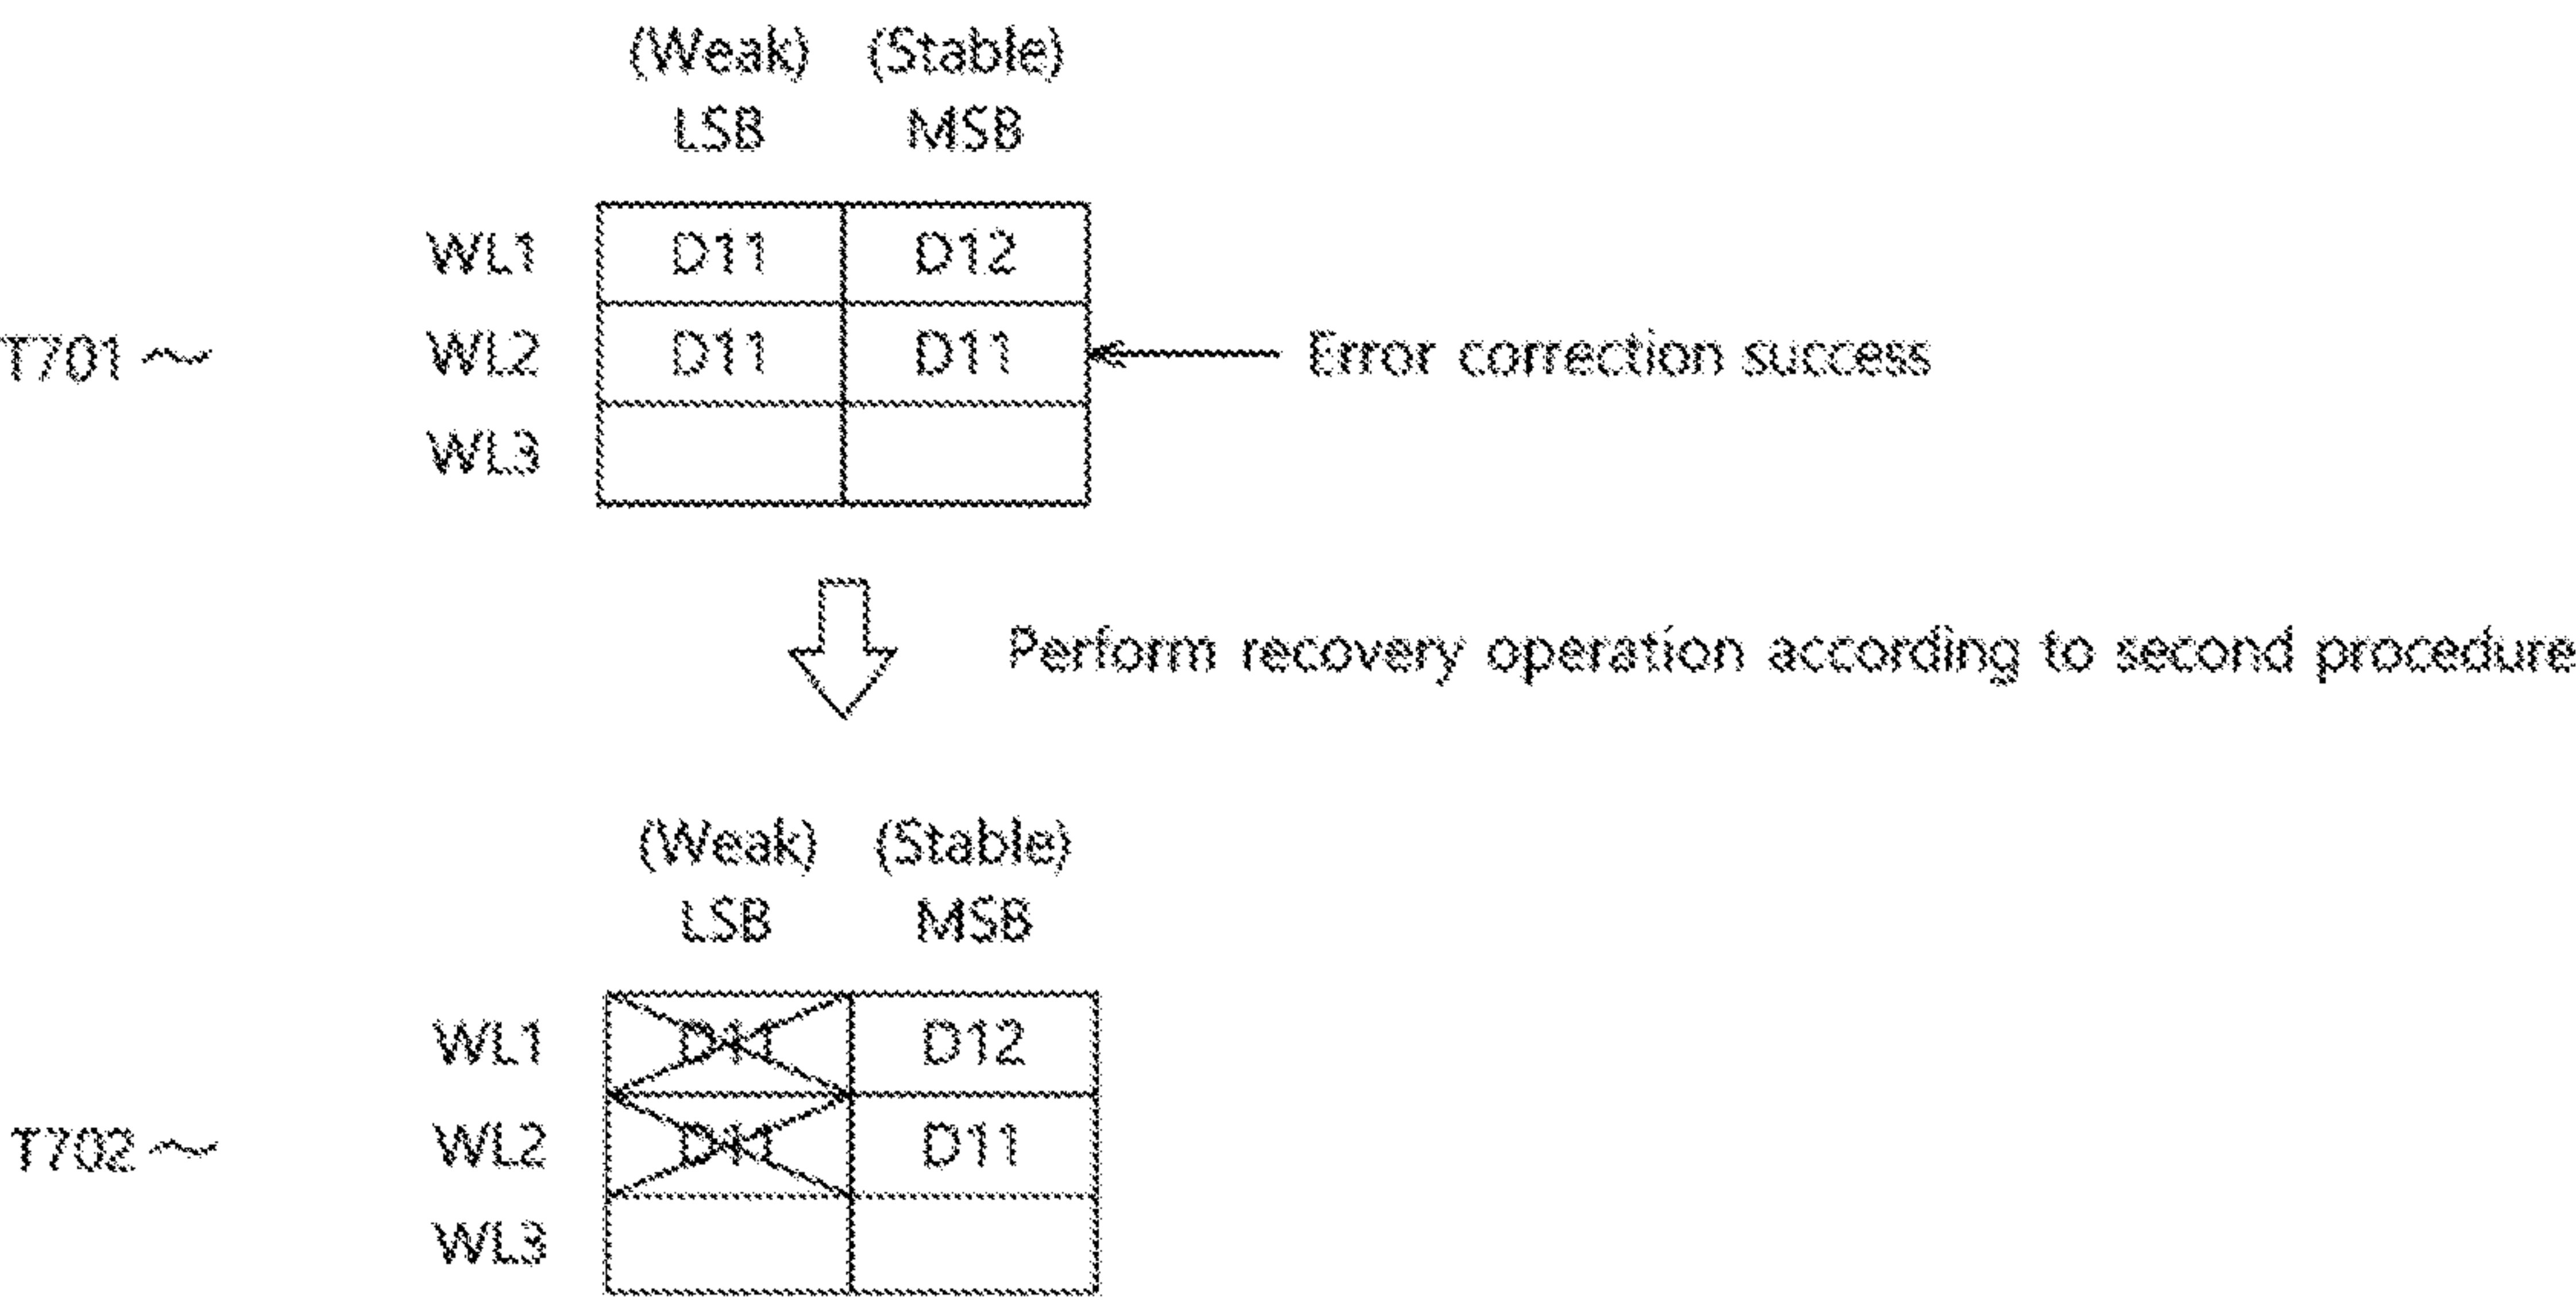 (Weak) (Stable)
LSB MSB
WL1 D11 D12
T701 WL2 D11 D11 Error correction success
WL3
Perform recovery operation according to second procedure
(Weak) (Stable)
LSB MSB
WL1 D11 D12
T702 WL2 D11 D11
WL3